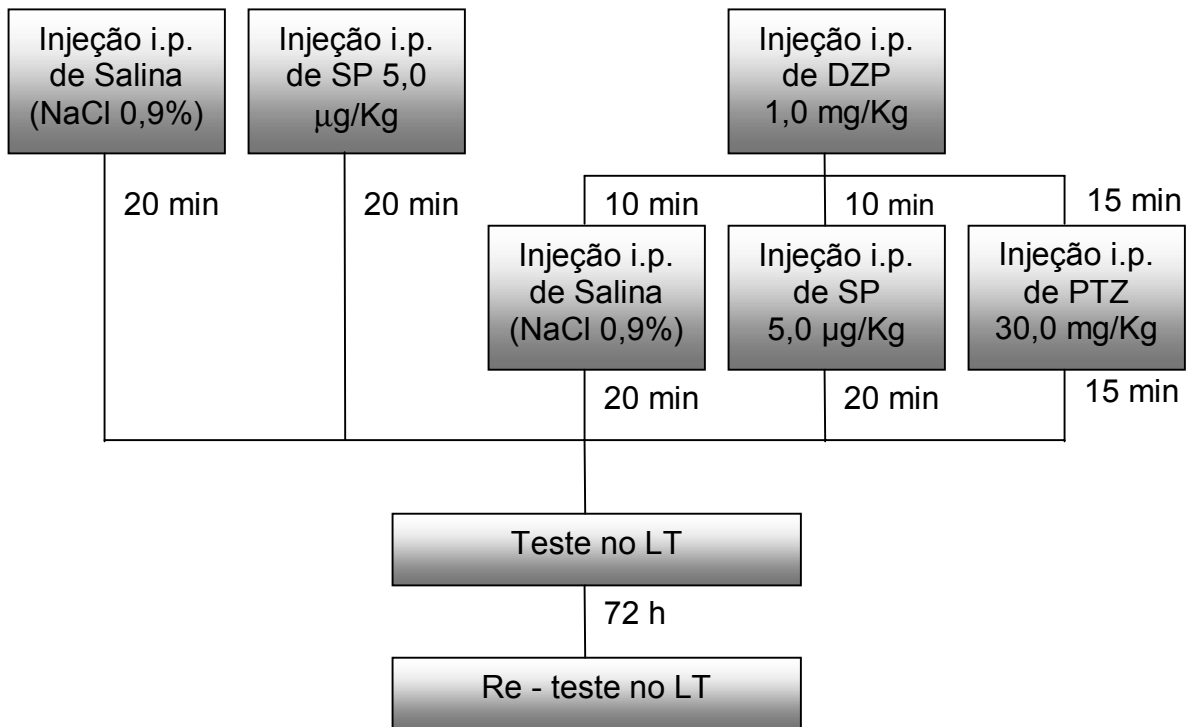 Injeção i.p.
de Salina
(NaCl 0,9%)
Injeção i.p.
de SP 5,0
μg/Kg
Injeção i.p.
de DZP
1,0 mg/Kg
20 min
20 min
10 min
10 min
15 min
Injeção i.p.
de Salina
(NaCl 0,9%)
Injeção i.p.
de SP
5,0 µg/Kg
Injeção i.p.
de PTZ
30,0 mg/Kg
20 min
20 min
15 min
Teste no LT
72 h
Re - teste no LT